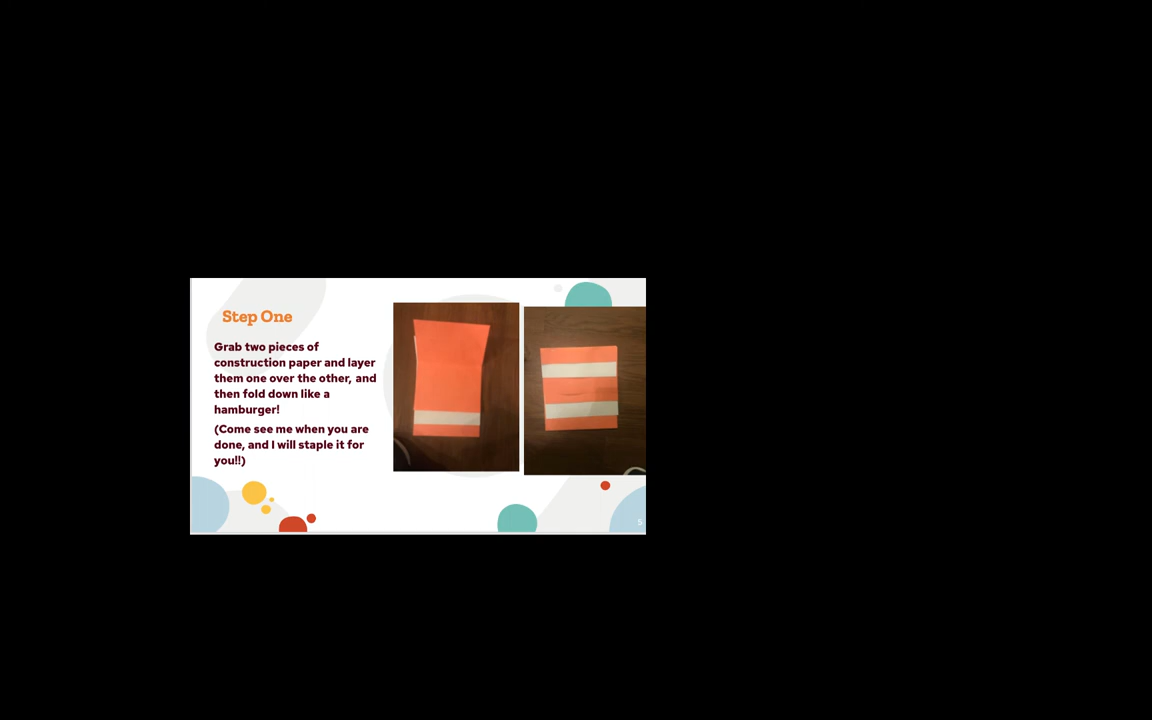 Step One
Grab two pieces of
construction paper and layer
them one over the other, and
then fold down like a
hamburger!
(Come see me when you are
done, and I will staple it for
you!!)
5